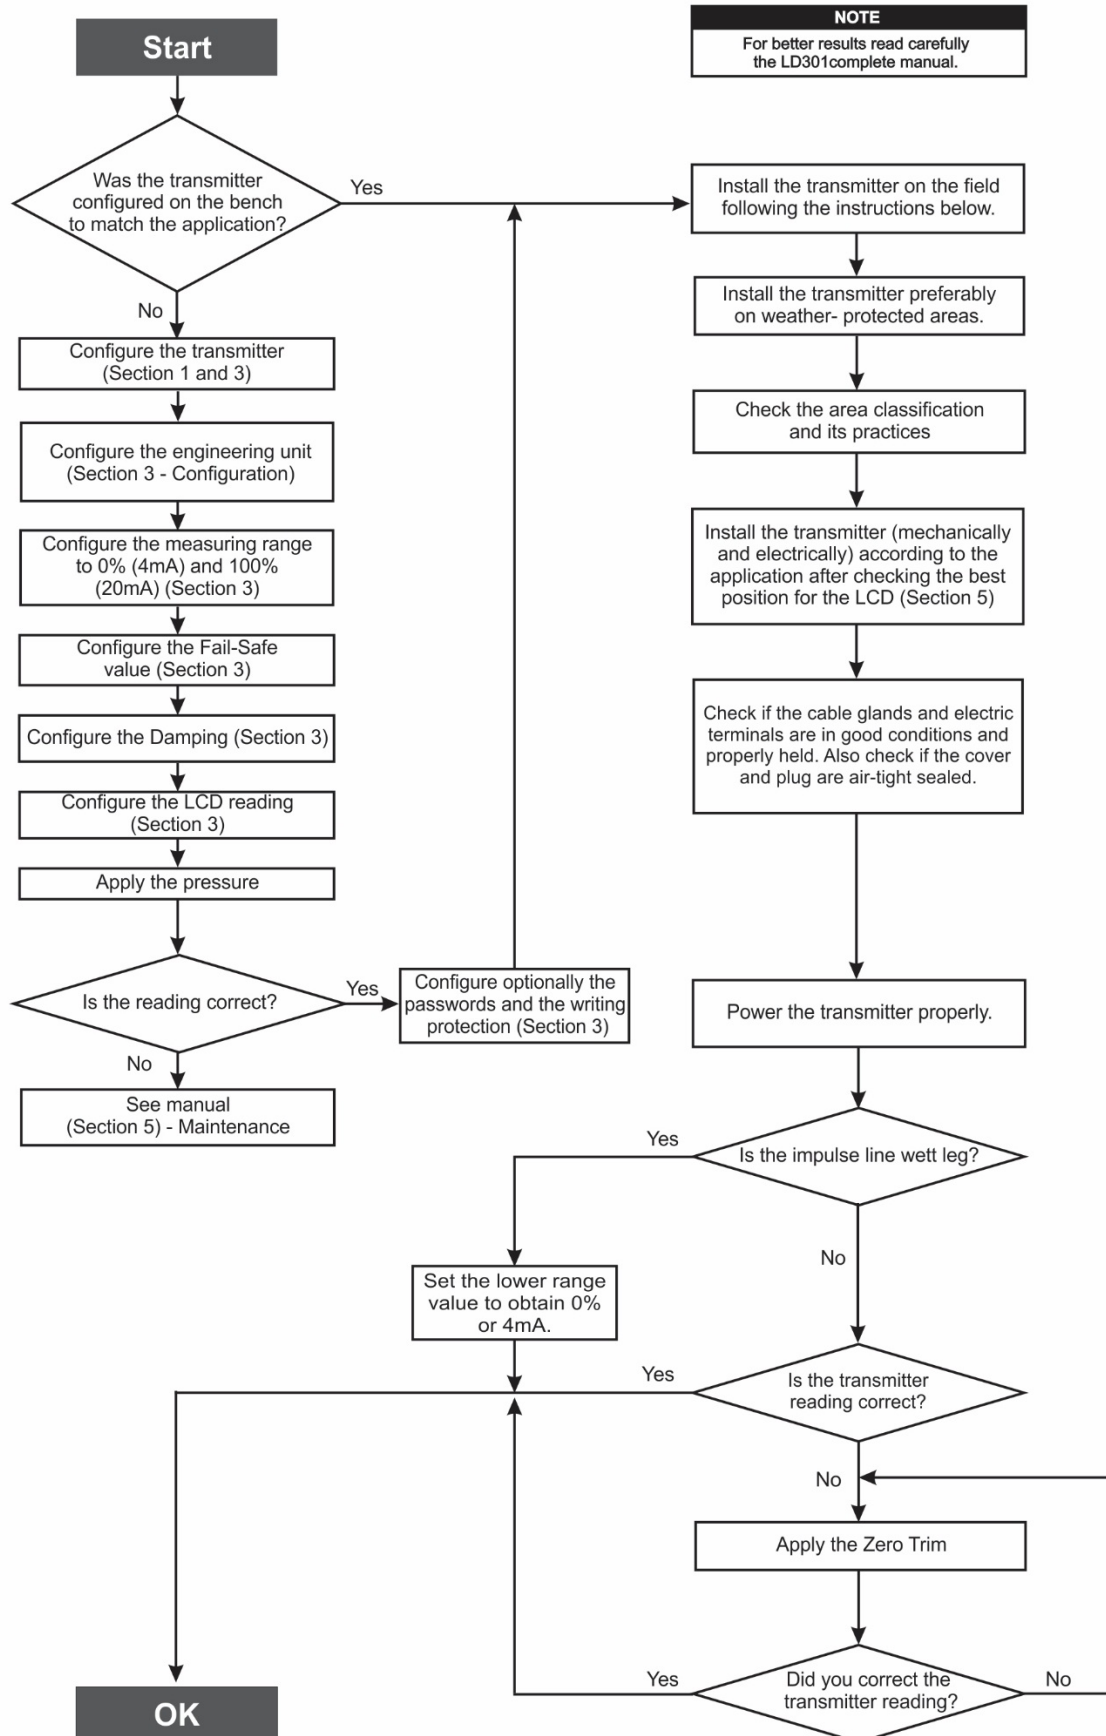 Start
NOTE
For better results read carefully
the LD301complete manual.
Was the transmitter
configured on the bench
to match the application?
Yes
No
Configure the transmitter
(Section 1 and 3)
Configure the engineering unit
(Section 3 - Configuration)
Configure the measuring range
to 0% (4mA) and 100%
(20mA) (Section 3)
Configure the Fail-Safe
value (Section 3)
Configure the Damping (Section 3)
Configure the LCD reading
(Section 3)
Apply the pressure
Is the reading correct?
Yes
Configure optionally the
passwords and the writing
protection (Section 3)
No
See manual
(Section 5) - Maintenance
Install the transmitter on the field
following the instructions below.
Install the transmitter preferably
on weather- protected areas.
Check the area classification
and its practices
Install the transmitter (mechanically
and electrically) according to the
application after checking the best
position for the LCD (Section 5)
Check if the cable glands and electric
terminals are in good conditions and
properly held. Also check if the cover
and plug are air-tight sealed.
Power the transmitter properly.
Is the impulse line wett leg?
Yes
No
Set the lower range
value to obtain 0%
or 4mA.
Is the transmitter
reading correct?
Yes
No
Apply the Zero Trim
Did you correct the
transmitter reading?
Yes
No
OK